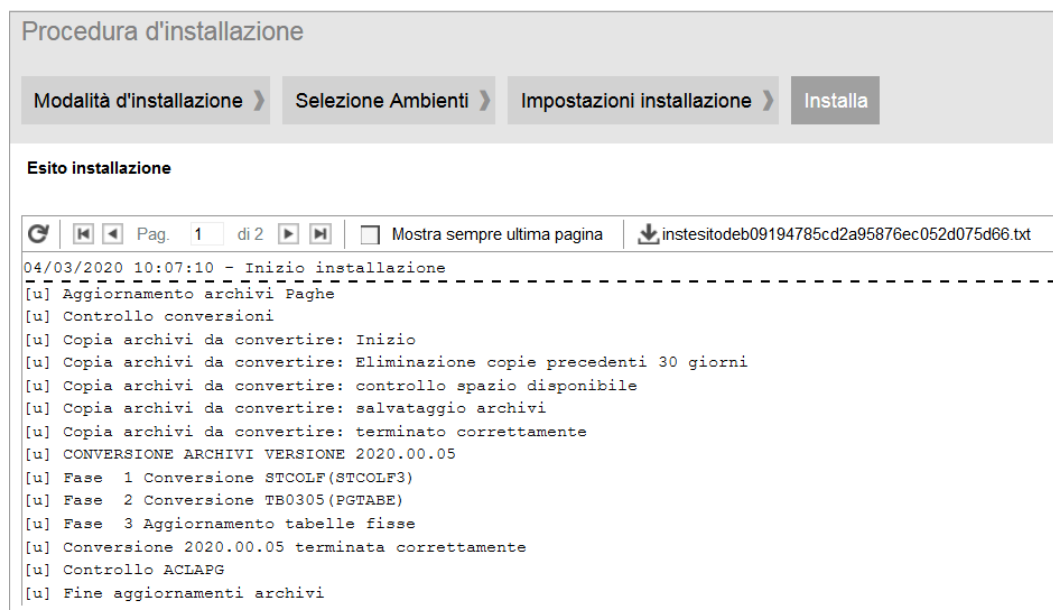 Procedura d'installazione
Modalità d'installazione ❫ Selezione Ambienti ❫ Impostazioni installazione ❫ Installa
Esito installazione
Pag. 1 di 2 Mostra sempre ultima pagina instesitodeb09194785cd2a95876ec052d075d66.txt
04/03/2020 10:07:10 - Inizio installazione
[u] Aggiornamento archivi Paghe
[u] Controllo conversioni
[u] Copia archivi da convertire: Inizio
[u] Copia archivi da convertire: Eliminazione copie precedenti 30 giorni
[u] Copia archivi da convertire: controllo spazio disponibile
[u] Copia archivi da convertire: salvataggio archivi
[u] Copia archivi da convertire: terminato correttamente
[u] CONVERSIONE ARCHIVI VERSIONE 2020.00.05
[u] Fase  1 Conversione STCOLF(STCOLF3)
[u] Fase  2 Conversione TB0305(PGTABE)
[u] Fase  3 Aggiornamento tabelle fisse
[u] Conversione 2020.00.05 terminata correttamente
[u] Controllo ACLAPG
[u] Fine aggiornamenti archivi